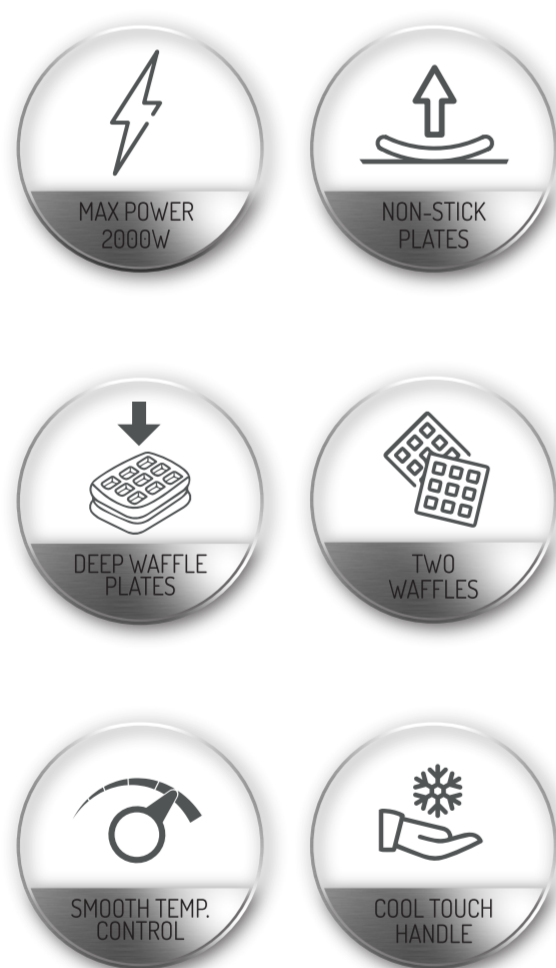 MAX POWER
2000W
NON-STICK
PLATES
DEEP WAFFLE
PLATES
TWO
WAFFLES
SMOOTH TEMP.
CONTROL
COOL TOUCH
HANDLE